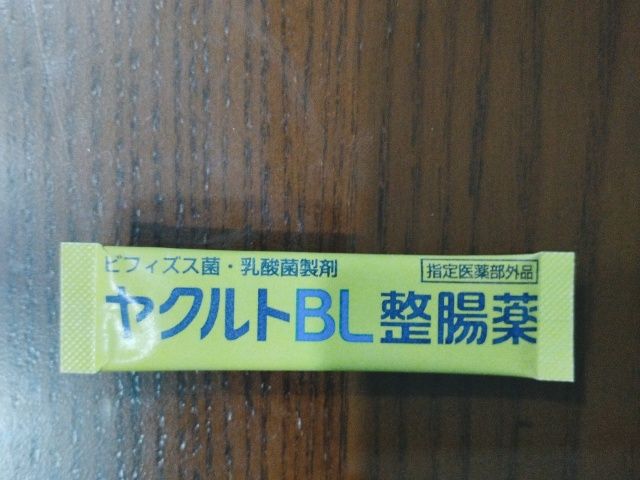 ビフィズス菌・乳酸菌製剤
指定医薬部外品
ヤクルトBL整腸薬